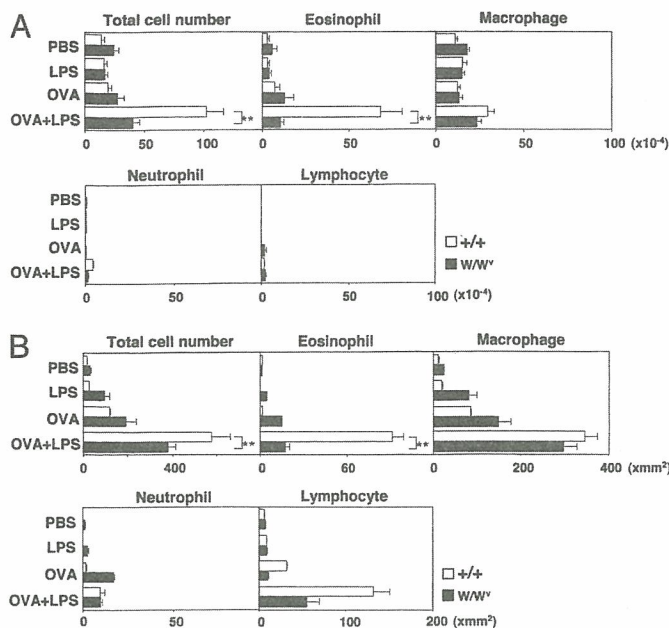 A
Total cell number Eosinophil Macrophage
PBS
LPS
OVA
OVA+LPS
**
**
0 50 100 0 50 100 0 50 100 (x10⁻⁴)
Neutrophil Lymphocyte
PBS
LPS
OVA
OVA+LPS
+/+
W/Wᵛ
0 50 0 50 100 (x10⁻⁴)
B
Total cell number Eosinophil Macrophage
PBS
LPS
OVA
OVA+LPS
**
**
0 400 0 60 0 200 400 (xmm²)
Neutrophil Lymphocyte
PBS
LPS
OVA
OVA+LPS
+/+
W/Wᵛ
0 100 0 100 200 (xmm²)